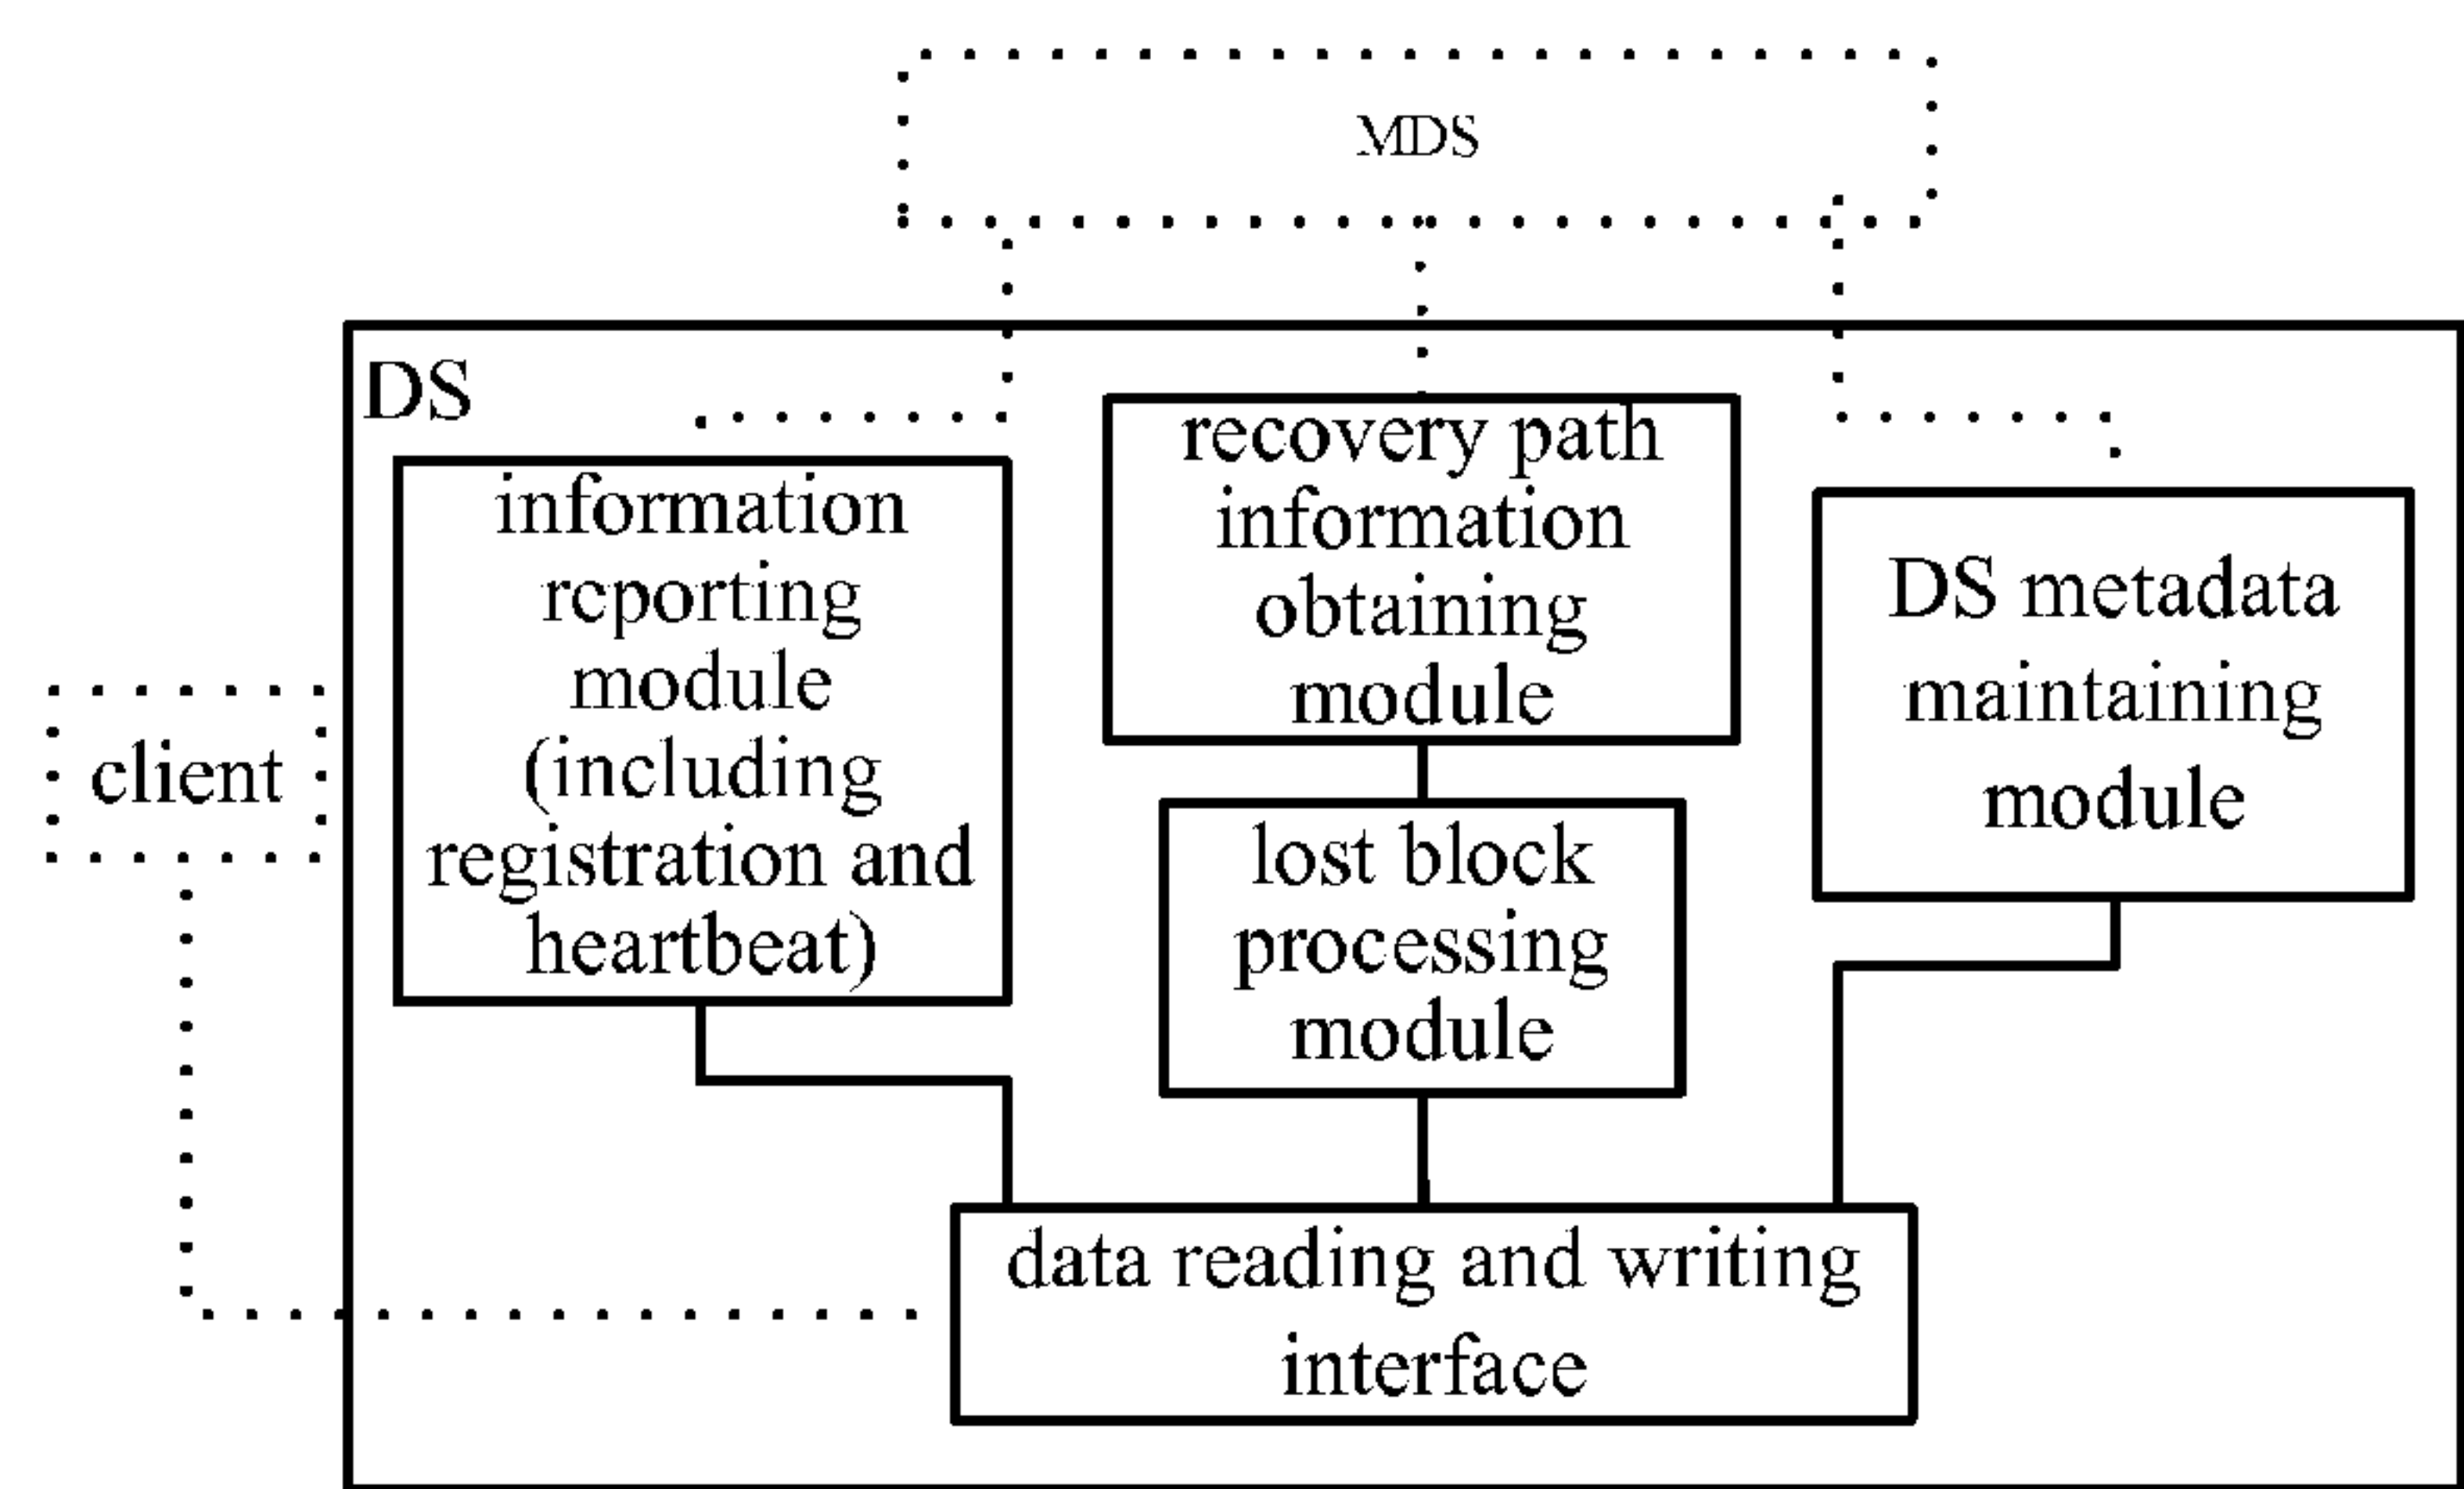 MDS
DS
information
reporting
module
(including
registration and
heartbeat)
recovery path
information
obtaining
module
DS metadata
maintaining
module
client
lost block
processing
module
data reading and writing
interface